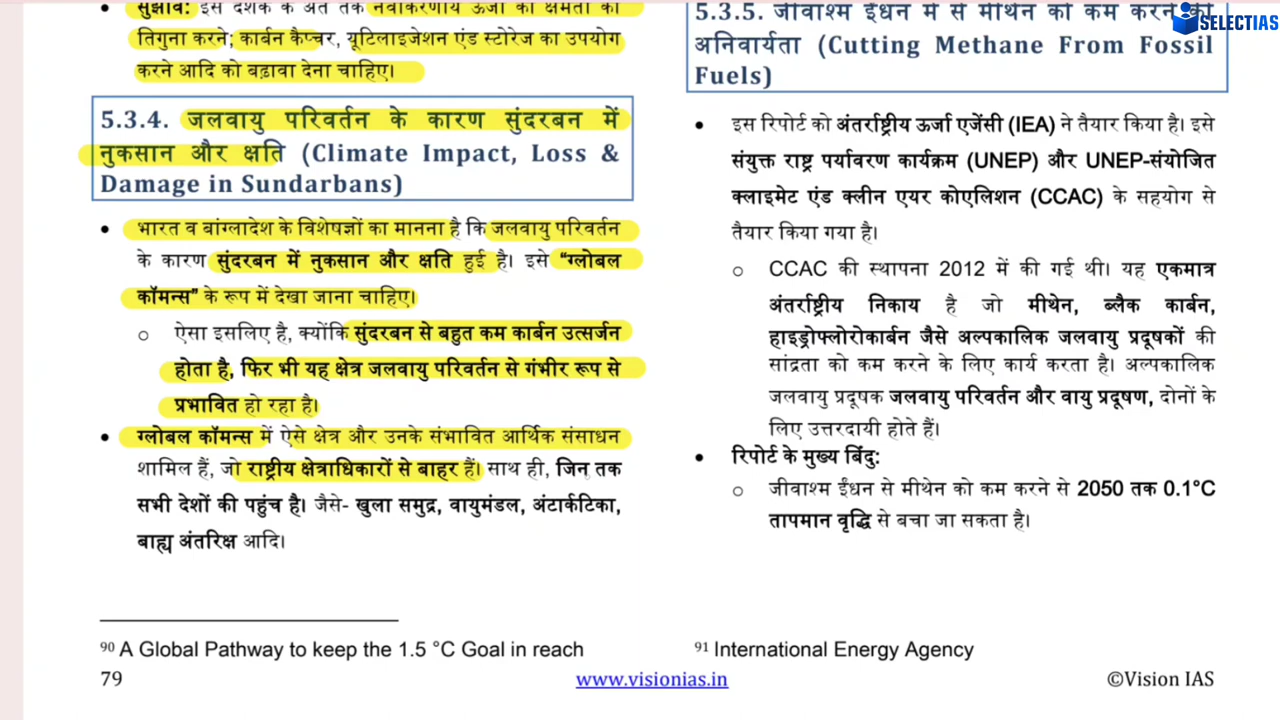 सुझाव: इस दशक के अंत तक नवीकरणीय ऊर्जा की क्षमता को
तिगुना करने; कार्बन कैप्चर, यूटिलाइजेशन एंड स्टोरेज का उपयोग
करने आदि को बढ़ावा देना चाहिए।
5.3.4. जलवायु परिवर्तन के कारण सुंदरबन में
नुकसान और क्षति (Climate Impact, Loss &
Damage in Sundarbans)
• भारत व बांग्लादेश के विशेषज्ञों का मानना है कि जलवायु परिवर्तन
के कारण सुंदरबन में नुकसान और क्षति हुई है। इसे “ग्लोबल
कॉमन्स” के रूप में देखा जाना चाहिए।
o ऐसा इसलिए है, क्योंकि सुंदरबन से बहुत कम कार्बन उत्सर्जन
होता है, फिर भी यह क्षेत्र जलवायु परिवर्तन से गंभीर रूप से
प्रभावित हो रहा है।
• ग्लोबल कॉमन्स में ऐसे क्षेत्र और उनके संभावित आर्थिक संसाधन
शामिल हैं, जो राष्ट्रीय क्षेत्राधिकारों से बाहर हैं। साथ ही, जिन तक
सभी देशों की पहुंच है। जैसे- खुला समुद्र, वायुमंडल, अंटार्कटिका,
बाह्य अंतरिक्ष आदि।
90 A Global Pathway to keep the 1.5 °C Goal in reach
5.3.5. जीवाश्म ईंधन में से मीथेन को कम करने की
अनिवार्यता (Cutting Methane From Fossil
Fuels)
• इस रिपोर्ट को अंतर्राष्ट्रीय ऊर्जा एजेंसी (IEA) ने तैयार किया है। इसे
संयुक्त राष्ट्र पर्यावरण कार्यक्रम (UNEP) और UNEP-संयोजित
क्लाइमेट एंड क्लीन एयर कोएलिशन (CCAC) के सहयोग से
तैयार किया गया है।
o CCAC की स्थापना 2012 में की गई थी। यह एकमात्र
अंतर्राष्ट्रीय निकाय है जो मीथेन, ब्लैक कार्बन,
हाइड्रोफ्लोरोकार्बन जैसे अल्पकालिक जलवायु प्रदूषकों की
सांद्रता को कम करने के लिए कार्य करता है। अल्पकालिक
जलवायु प्रदूषक जलवायु परिवर्तन और वायु प्रदूषण, दोनों के
लिए उत्तरदायी होते हैं।
• रिपोर्ट के मुख्य बिंदु:
o जीवाश्म ईंधन से मीथेन को कम करने से 2050 तक 0.1°C
तापमान वृद्धि से बचा जा सकता है।
91 International Energy Agency
79
www.visionias.in
©Vision IAS
SELECTIAS